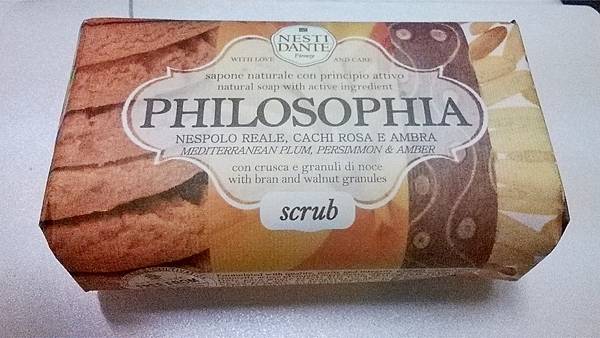 NESTI
DANTE
Firenze
WITH LOVE AND CARE
sapone naturale con principio attivo
natural soap with active ingredient
PHILOSOPHIA
NESPOLO REALE, CACHI ROSA E AMBRA
MEDITERRANEAN PLUM, PERSIMMON & AMBER
con crusca e granuli di noce
with bran and walnut granules
scrub